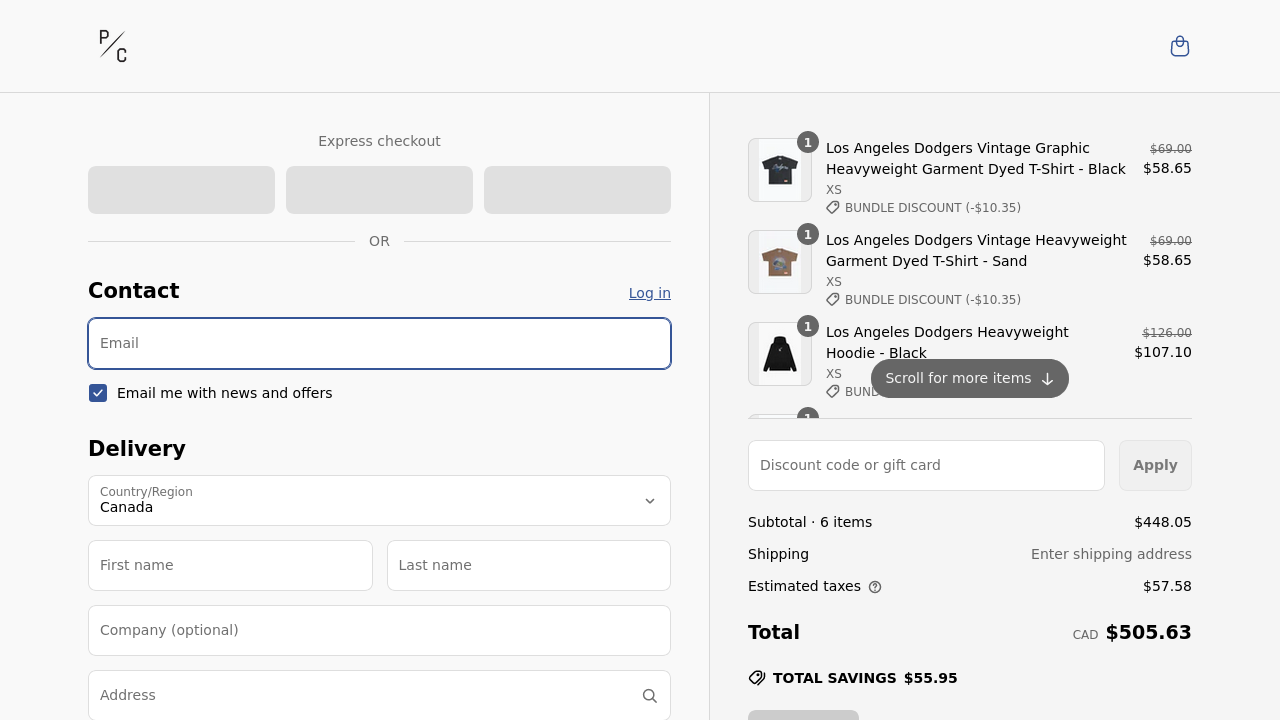 P/C
Express checkout
OR
Contact
Log in
Email
Email me with news and offers
Delivery
Country/Region
Canada
First name
Last name
Company (optional)
Address
1
Los Angeles Dodgers Vintage Graphic
Heavyweight Garment Dyed T-Shirt - Black
XS
BUNDLE DISCOUNT (-$10.35)
$69.00
$58.65
1
Los Angeles Dodgers Vintage Heavyweight
Garment Dyed T-Shirt - Sand
XS
BUNDLE DISCOUNT (-$10.35)
$69.00
$58.65
1
Los Angeles Dodgers Heavyweight
Hoodie - Black
XS
$126.00
$107.10
Scroll for more items
1
Discount code or gift card
Apply
Subtotal · 6 items
$448.05
Shipping
Enter shipping address
Estimated taxes
$57.58
Total
CAD $505.63
TOTAL SAVINGS $55.95